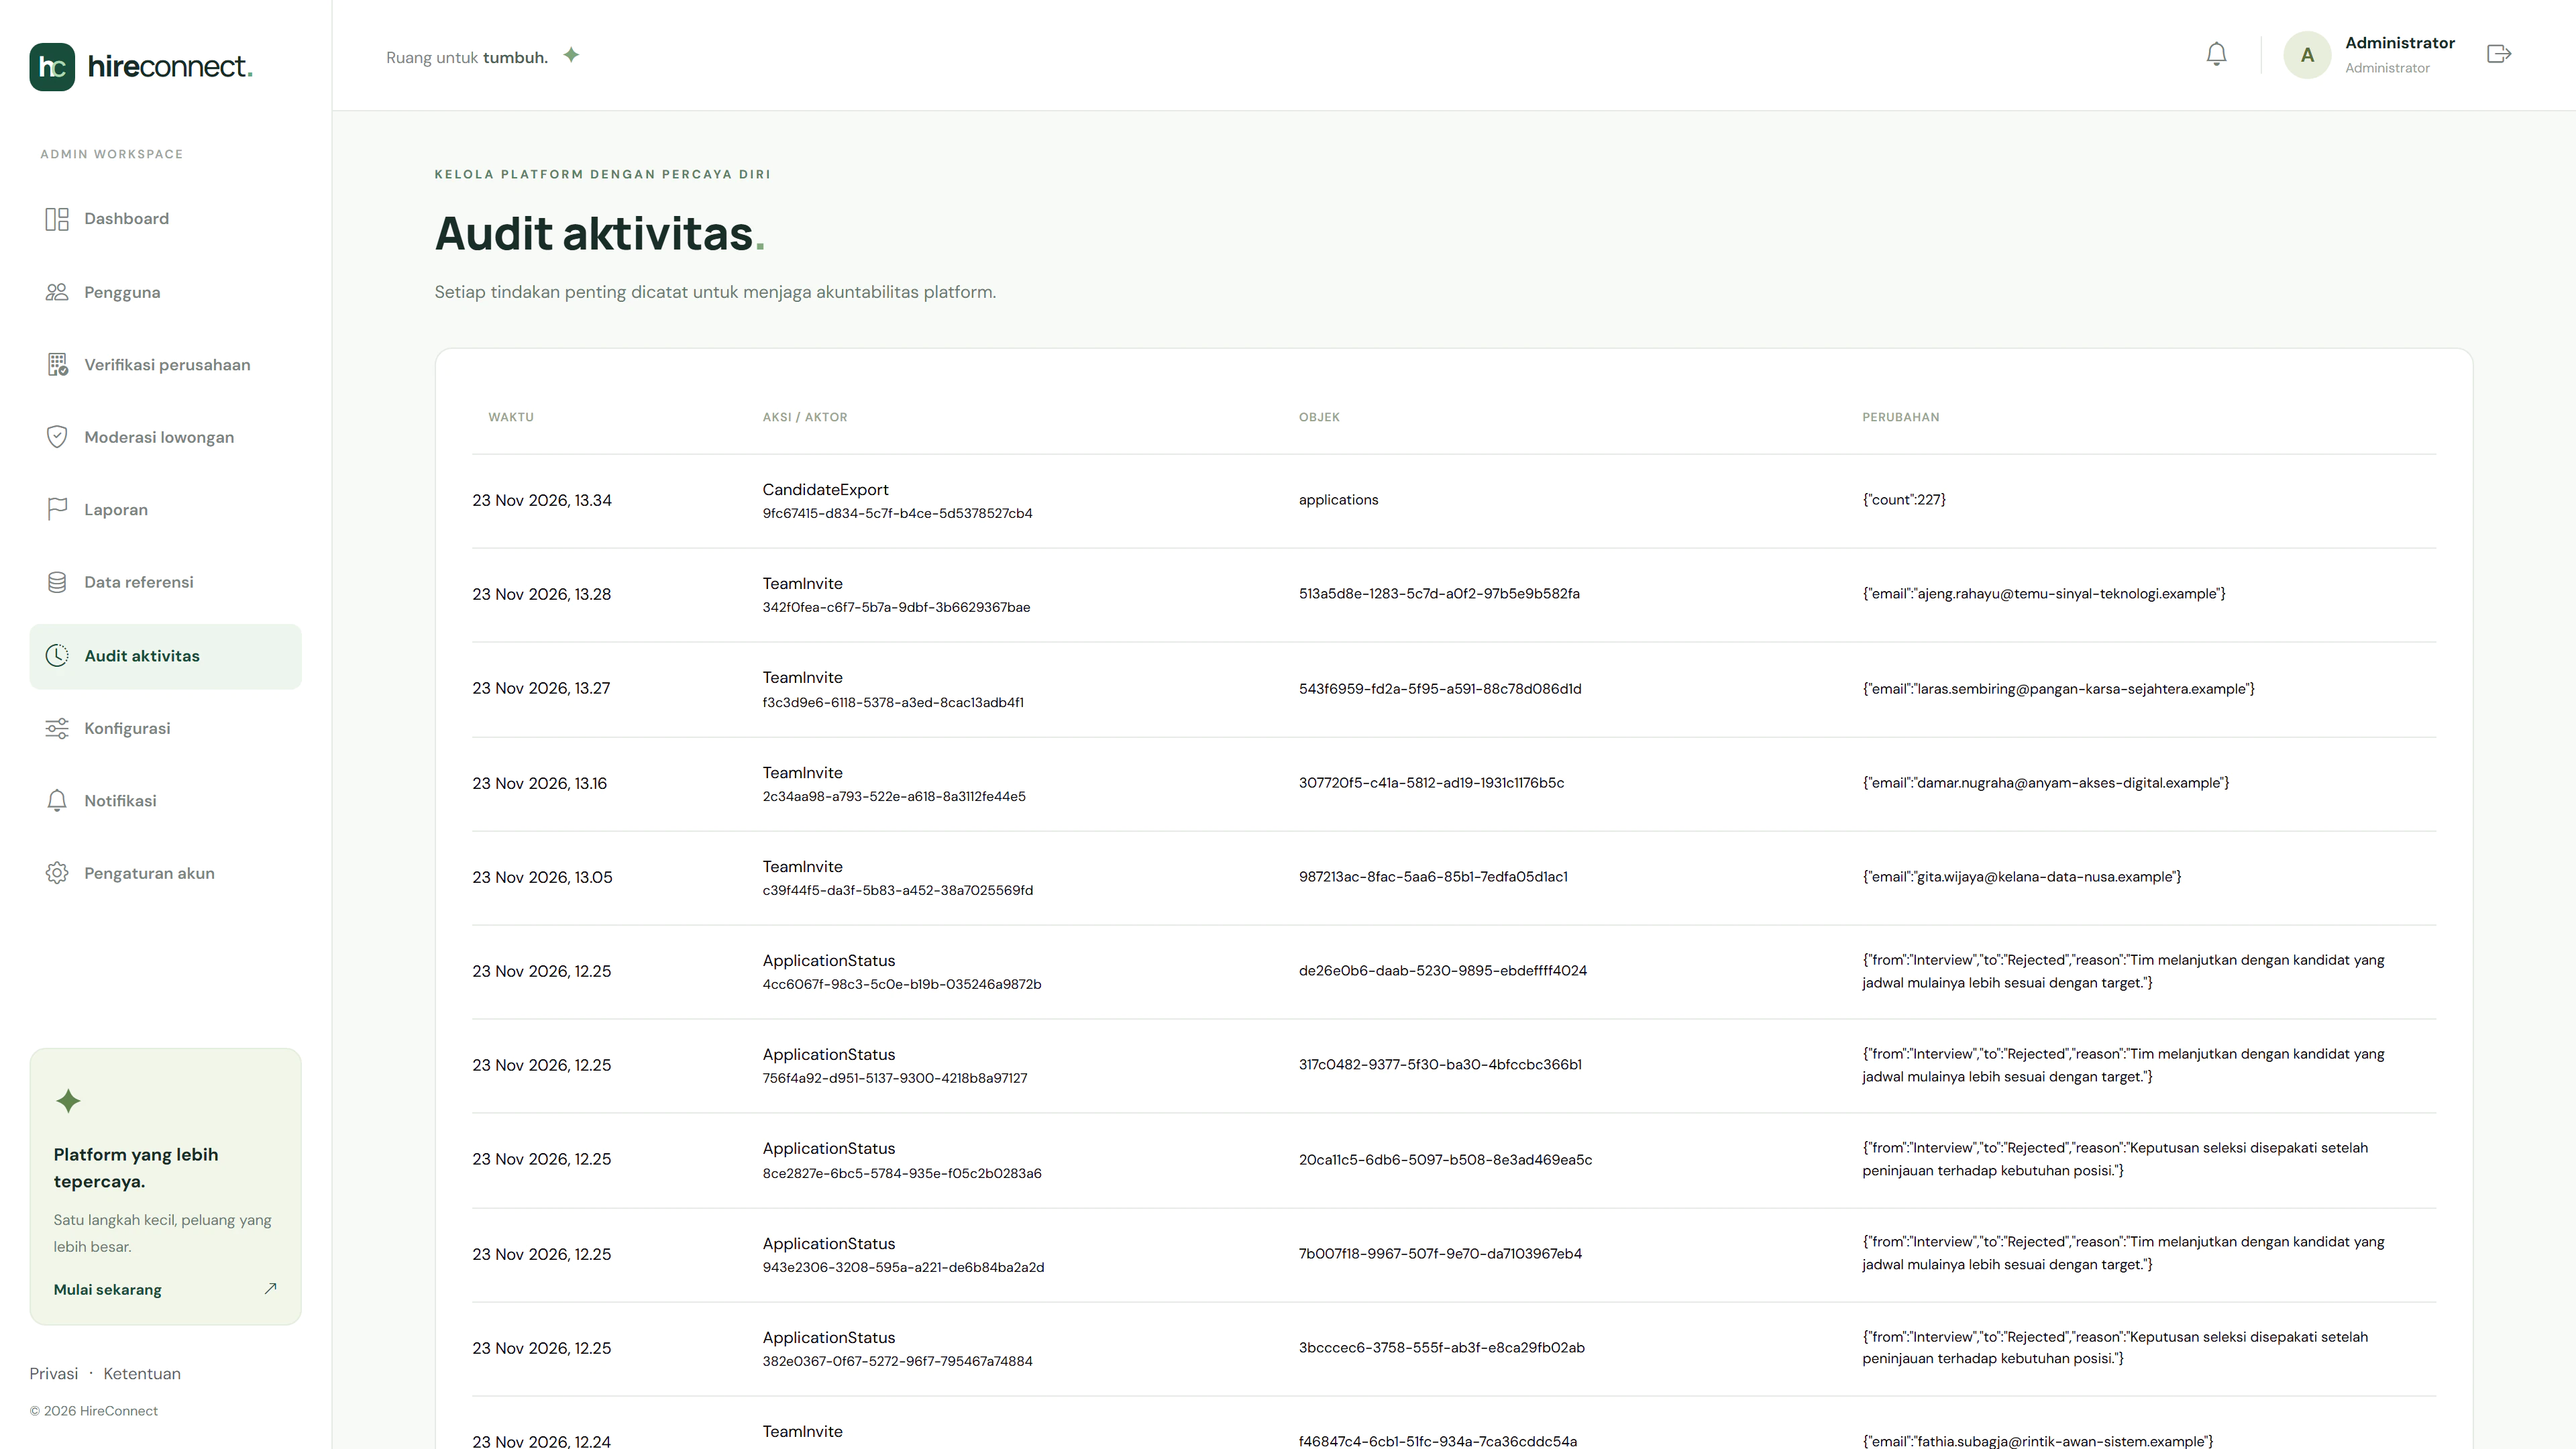 hc hireconnect.
ADMIN WORKSPACE
Dashboard
Pengguna
Verifikasi perusahaan
Moderasi lowongan
Laporan
Data referensi
Audit aktivitas
Konfigurasi
Notifikasi
Pengaturan akun
Platform yang lebih
tepercaya.
Satu langkah kecil, peluang yang
lebih besar.
Mulai sekarang
Privasi · Ketentuan
© 2026 HireConnect
Ruang untuk tumbuh.
A
Administrator
Administrator
KELOLA PLATFORM DENGAN PERCAYA DIRI
Audit aktivitas.
Setiap tindakan penting dicatat untuk menjaga akuntabilitas platform.
WAKTU AKSI / AKTOR OBJEK PERUBAHAN
23 Nov 2026, 13.34
CandidateExport
9fc67415-d834-5c7f-b4ce-5d5378527cb4
applications
{"count":227}
23 Nov 2026, 13.28
TeamInvite
342f0fea-c6f7-5b7a-9dbf-3b6629367bae
513a5d8e-1283-5c7d-a0f2-97b5e9b582fa
{"email":"ajeng.rahayu@temu-sinyal-teknologi.example"}
23 Nov 2026, 13.27
TeamInvite
f3c3d9e6-6118-5378-a3ed-8cac13adb4f1
543f6959-fd2a-5f95-a591-88c78d086d1d
{"email":"laras.sembiring@pangan-karsa-sejahtera.example"}
23 Nov 2026, 13.16
TeamInvite
2c34aa98-a793-522e-a618-8a3112fe44e5
307720f5-c41a-5812-ad19-1931c1176b5c
{"email":"damar.nugraha@anyam-akses-digital.example"}
23 Nov 2026, 13.05
TeamInvite
c39f44f5-da3f-5b83-a452-38a7025569fd
987213ac-8fac-5aa6-85b1-7edfa05d1ac1
{"email":"gita.wijaya@kelana-data-nusa.example"}
23 Nov 2026, 12.25
ApplicationStatus
4cc6067f-98c3-5c0e-b19b-035246a9872b
de26e0b6-daab-5230-9895-ebdeffff4024
{"from":"Interview","to":"Rejected","reason":"Tim melanjutkan dengan kandidat yang
jadwal mulainya lebih sesuai dengan target."}
23 Nov 2026, 12.25
ApplicationStatus
756f4a92-d951-5137-9300-4218b8a97127
317c0482-9377-5f30-ba30-4bfccbc366b1
{"from":"Interview","to":"Rejected","reason":"Tim melanjutkan dengan kandidat yang
jadwal mulainya lebih sesuai dengan target."}
23 Nov 2026, 12.25
ApplicationStatus
8ce2827e-6bc5-5784-935e-f05c2b0283a6
20ca11c5-6db6-5097-b508-8e3ad469ea5c
{"from":"Interview","to":"Rejected","reason":"Keputusan seleksi disepakati setelah
peninjauan terhadap kebutuhan posisi."}
23 Nov 2026, 12.25
ApplicationStatus
943e2306-3208-595a-a221-de6b84ba2a2d
7b007f18-9967-507f-9e70-da7103967eb4
{"from":"Interview","to":"Rejected","reason":"Tim melanjutkan dengan kandidat yang
jadwal mulainya lebih sesuai dengan target."}
23 Nov 2026, 12.25
ApplicationStatus
382e0367-0f67-5272-96f7-795467a74884
3bcccec6-3758-555f-ab3f-e8ca29fb02ab
{"from":"Interview","to":"Rejected","reason":"Keputusan seleksi disepakati setelah
peninjauan terhadap kebutuhan posisi."}
23 Nov 2026, 12.24
TeamInvite
f46847c4-6cb1-51fc-934a-7ca36cddc54a
{"email":"fathia.subagja@rintik-awan-sistem.example"}